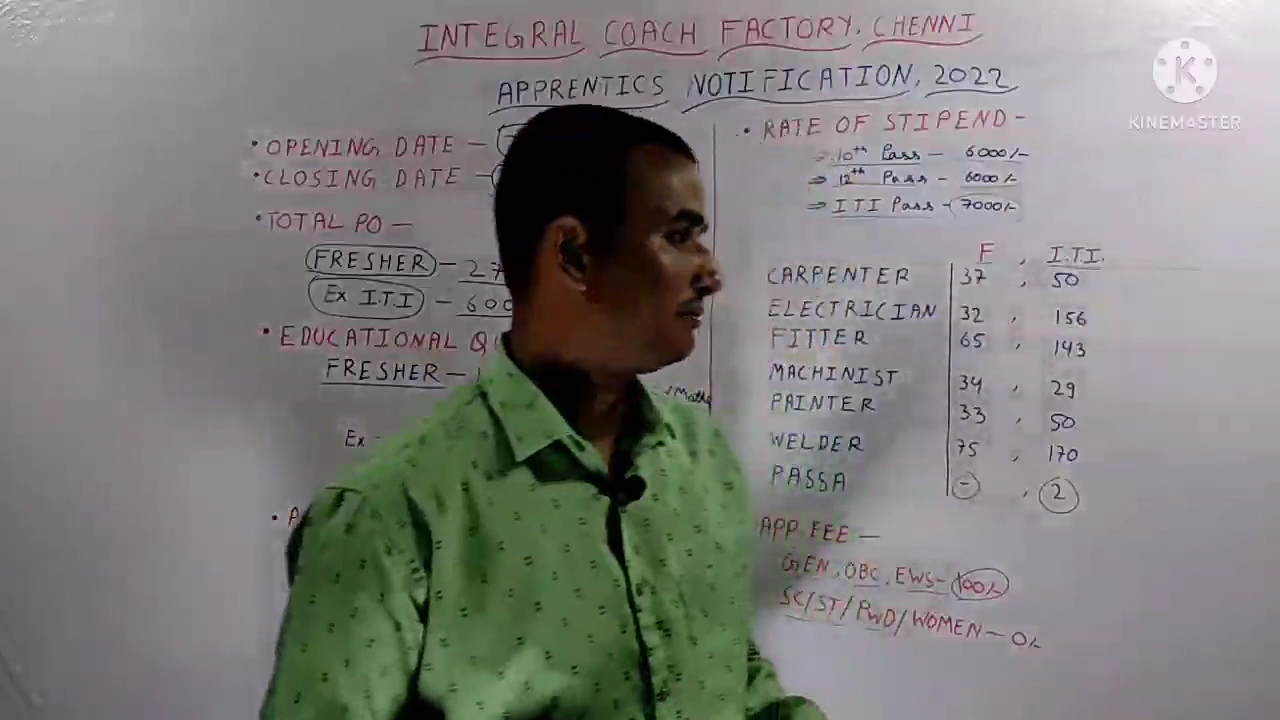 INTEGRAL COACH FACTORY, CHENNI
APPRENTICS NOTIFICATION, 2022
KINEMASTER
• OPENING DATE –
• CLOSING DATE –
• TOTAL PO –
FRESHER –
Ex I.T.I –
• EDUCATIONAL
FRESHER –
/Maths
Ex
• RATE OF STIPEND –
⇒ 10th Pass – 6000/-
⇒ 12th Pass – 6000/-
⇒ ITI Pass – 7000/-
F , I.T.I.
CARPENTER 37 , 50
ELECTRICIAN 32 , 156
FITTER 65 , 143
MACHINIST 34 , 29
PAINTER 33 , 50
WELDER 75 , 170
PASSA – , 2
APP. FEE –
GEN, OBC, EWS – 100/-
SC/ST/PWD/WOMEN – 0/-